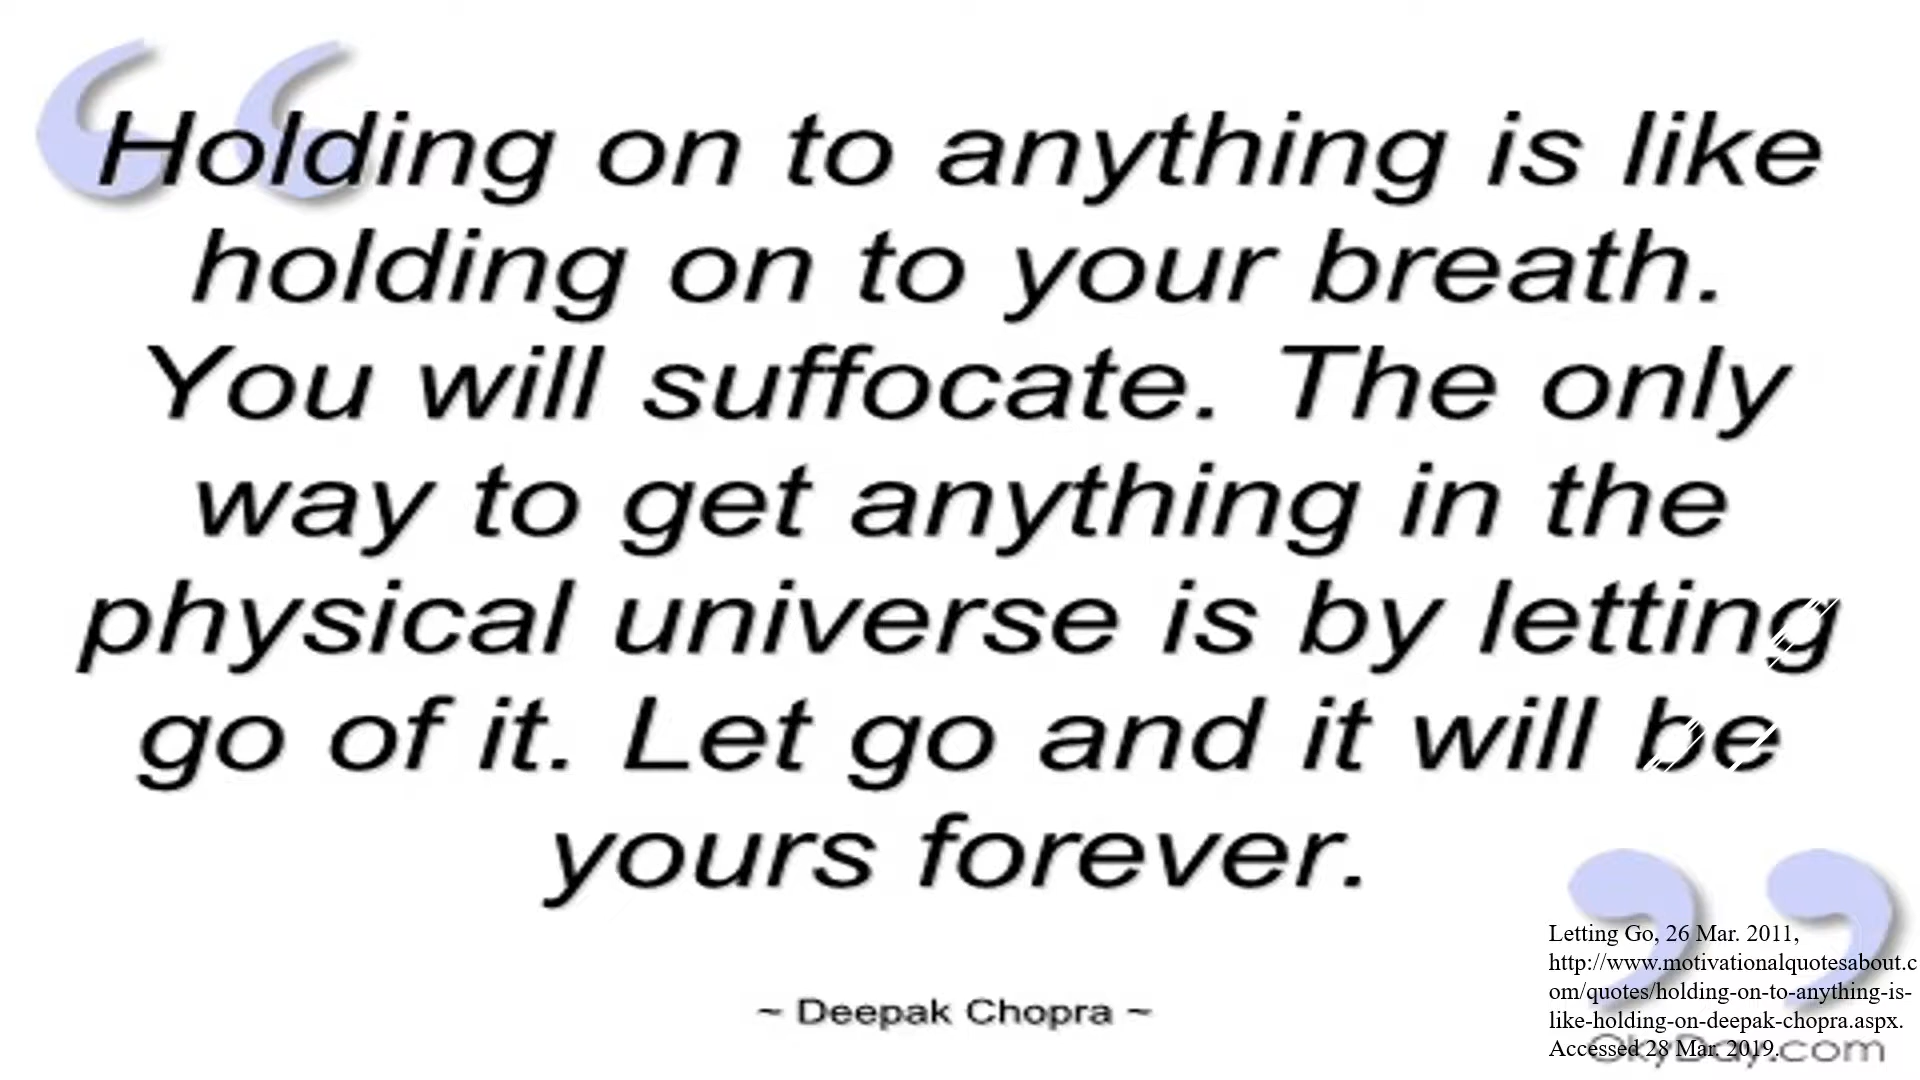 Holding on to anything is like
holding on to your breath.
You will suffocate. The only
way to get anything in the
physical universe is by letting
go of it. Let go and it will be
yours forever.
~ Deepak Chopra ~
Letting Go, 26 Mar. 2011,
http://www.motivationalquotesabout.c
om/quotes/holding-on-to-anything-is-
like-holding-on-deepak-chopra.aspx.
Accessed 28 Mar. 2019.
OkyDay.com